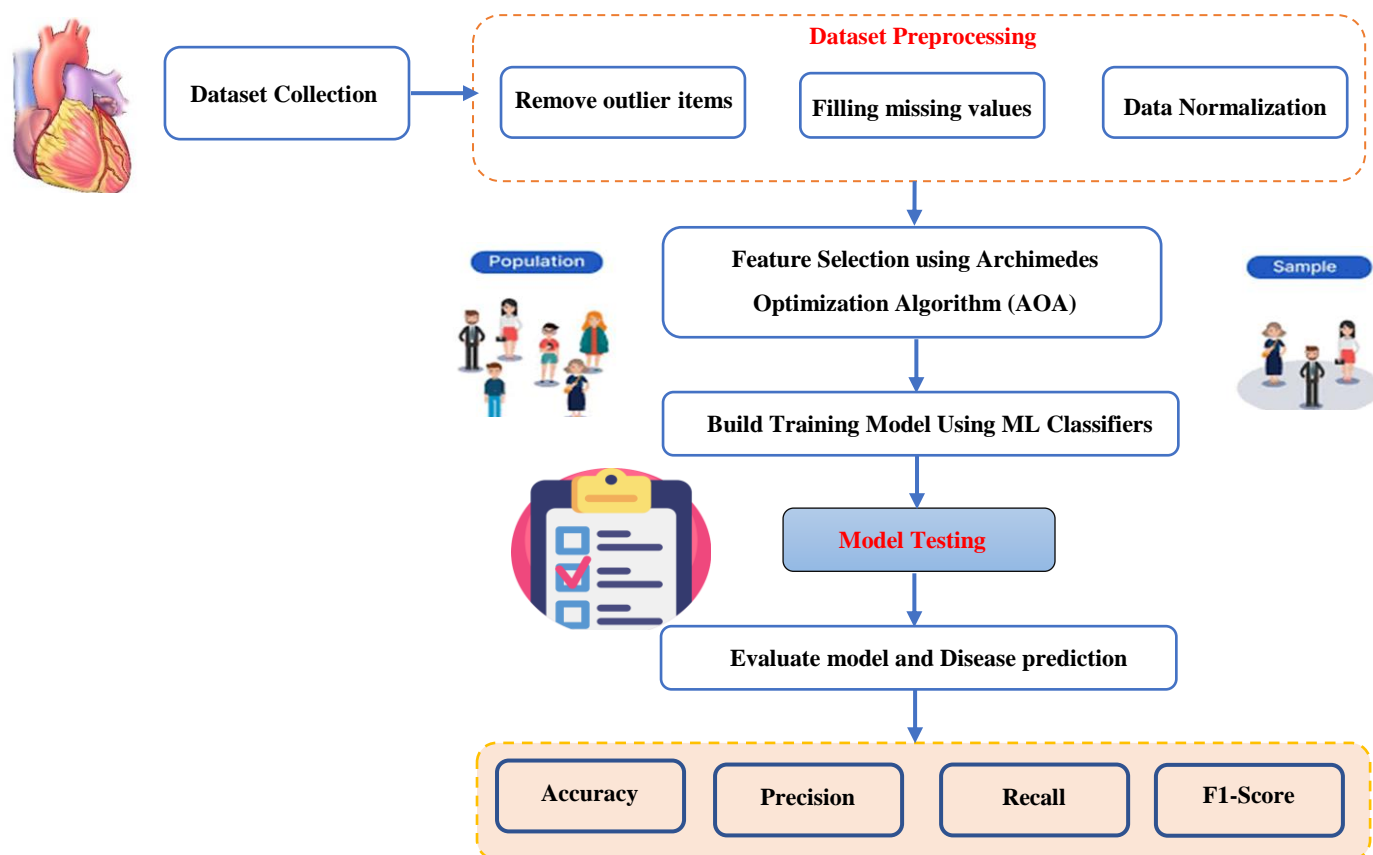 Dataset Preprocessing
Dataset Collection
Remove outlier items
Filling missing values
Data Normalization
Population
Feature Selection using Archimedes
Optimization Algorithm (AOA)
Sample
Build Training Model Using ML Classifiers
Model Testing
Evaluate model and Disease prediction
Accuracy
Precision
Recall
F1-Score